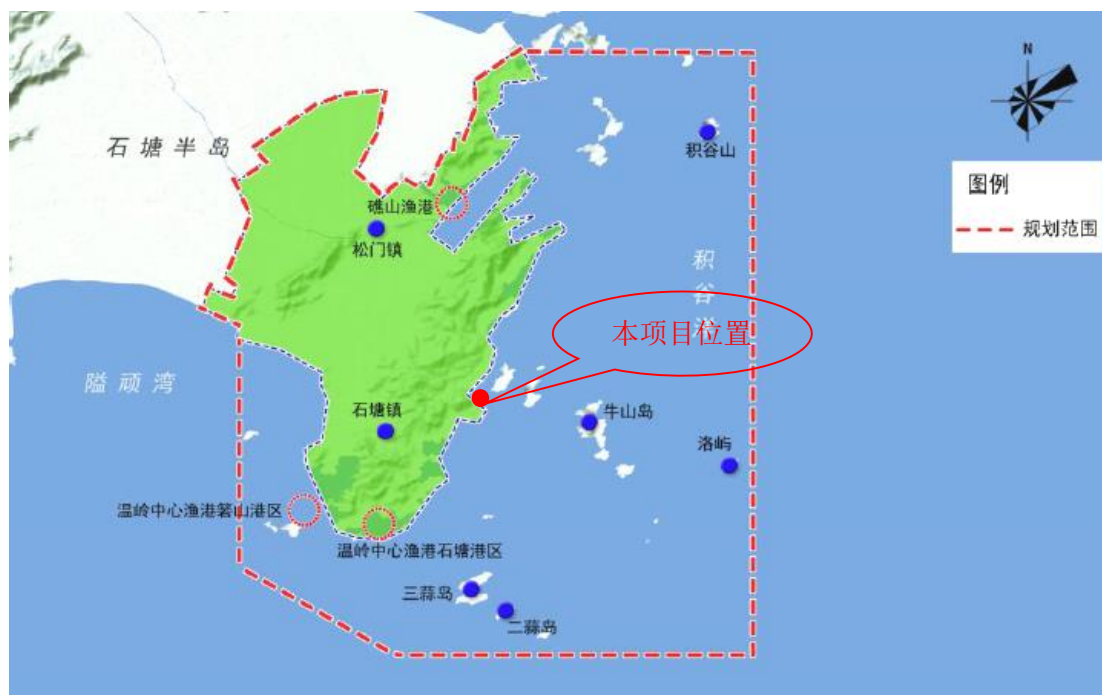 N
石塘半岛
积谷山
图例
规划范围
礁山渔港
松门镇
积谷洋
本项目位置
隘顽湾
石塘镇
牛山岛
洛屿
温岭中心渔港箬山港区
温岭中心渔港石塘港区
三蒜岛
二蒜岛